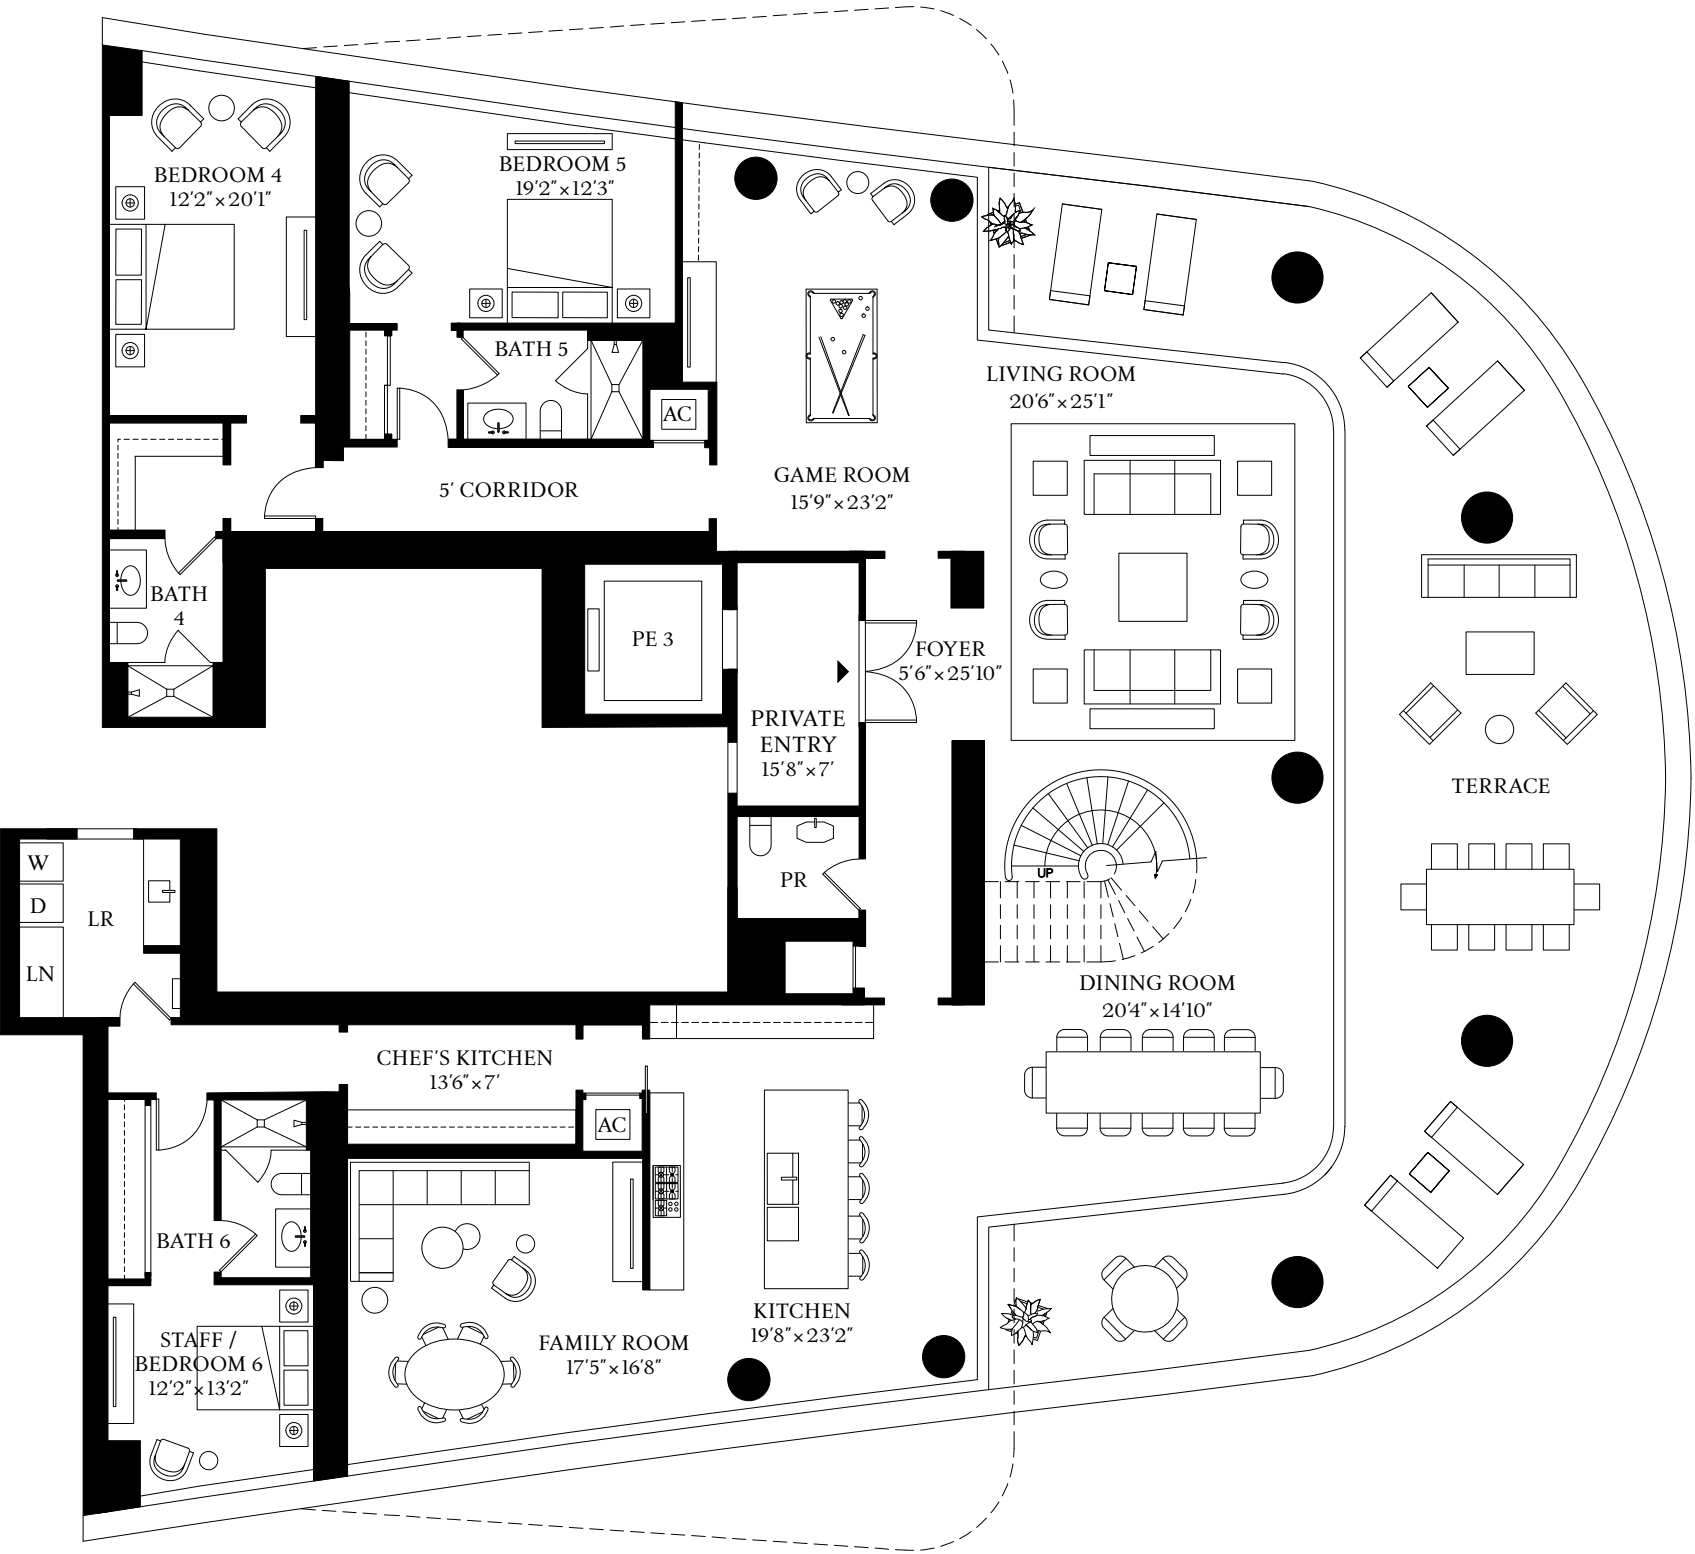 BEDROOM 4
12'2"×20'1"
BEDROOM 5
19'2"×12'3"
BATH 5
AC
LIVING ROOM
20'6"×25'1"
GAME ROOM
15'9"×23'2"
5' CORRIDOR
BATH
4
PE 3
FOYER
5'6"×25'10"
PRIVATE
ENTRY
15'8"×7'
TERRACE
W
D
LR
LN
PR
UP
DINING ROOM
20'4"×14'10"
CHEF'S KITCHEN
13'6"×7'
AC
BATH 6
KITCHEN
19'8"×23'2"
FAMILY ROOM
17'5"×16'8"
STAFF /
BEDROOM 6
12'2"×13'2"